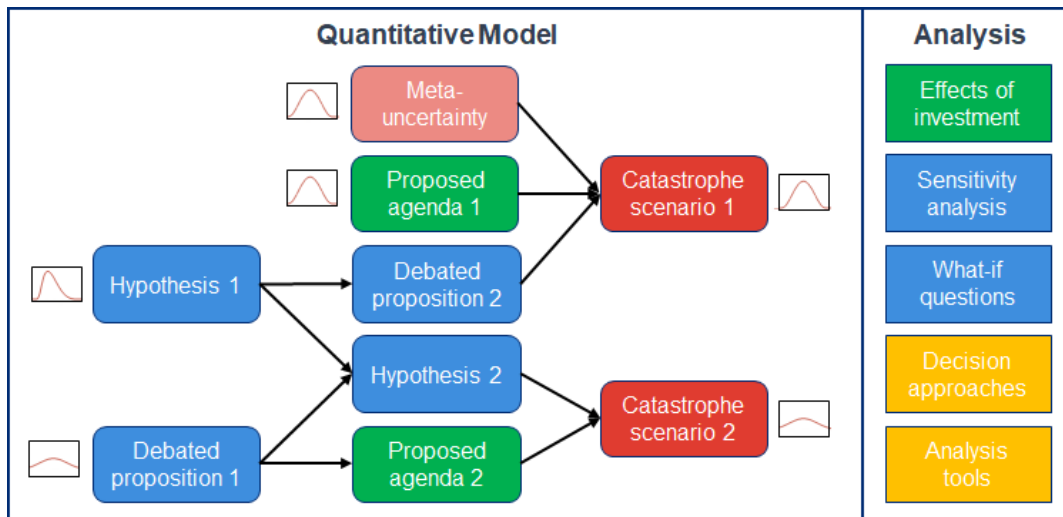 Quantitative Model
Meta-
uncertainty
Proposed
agenda 1
Catastrophe
scenario 1
Hypothesis 1
Debated
proposition 2
Hypothesis 2
Catastrophe
scenario 2
Debated
proposition 1
Proposed
agenda 2
Analysis
Effects of
investment
Sensitivity
analysis
What-if
questions
Decision
approaches
Analysis
tools